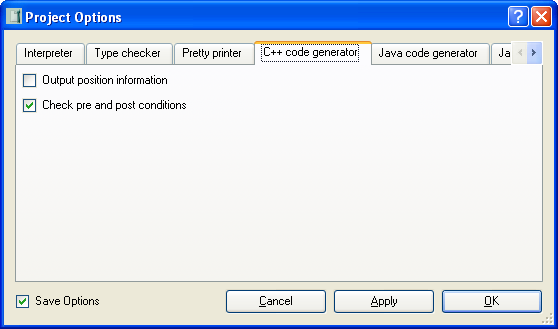 Project Options
Interpreter Type checker Pretty printer C++ code generator Java code generator Ja
Output position information
Check pre and post conditions
Save Options Cancel Apply OK